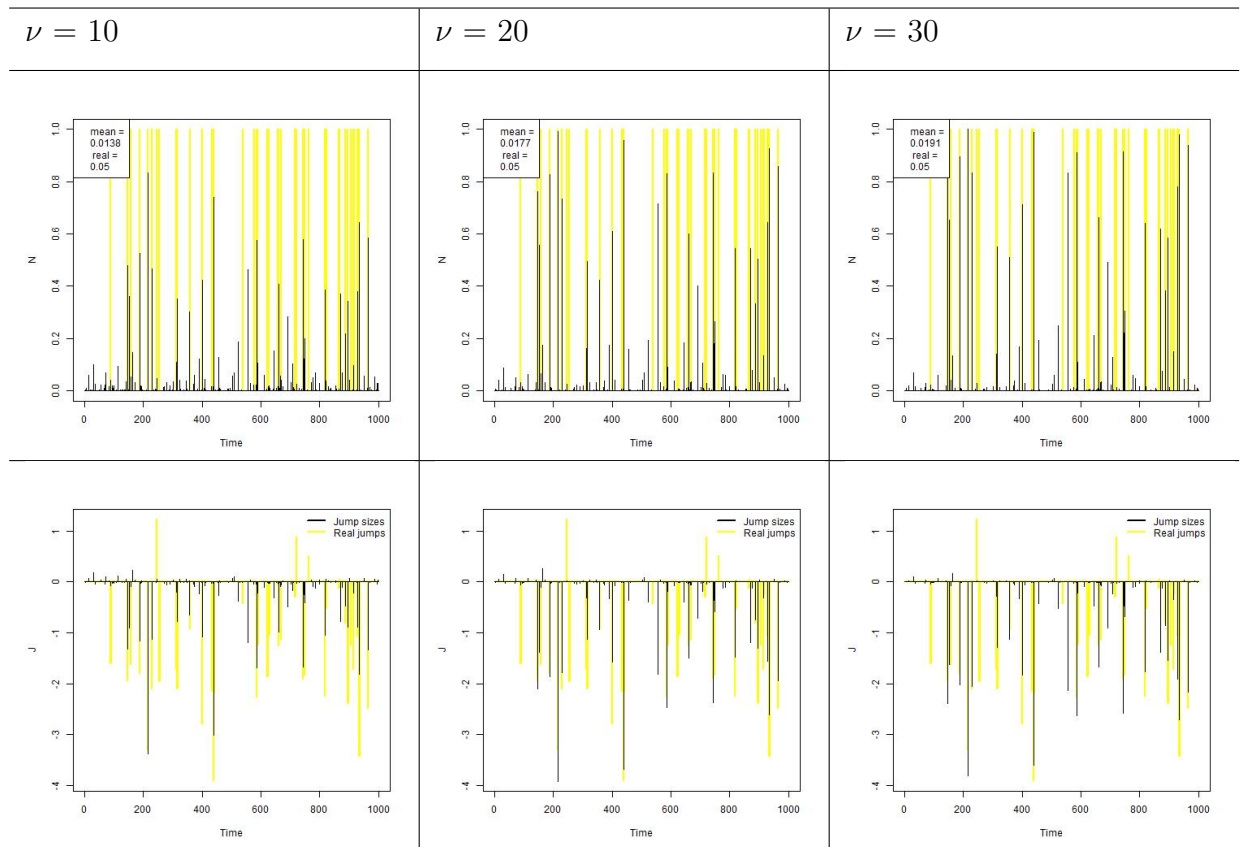 ν = 10
ν = 20
ν = 30
mean =
0.0138
real =
0.05
N
0.0
0.2
0.4
0.6
0.8
1.0
0
200
400
600
800
1000
Time
mean =
0.0177
real =
0.05
N
0.0
0.2
0.4
0.6
0.8
1.0
0
200
400
600
800
1000
Time
mean =
0.0191
real =
0.05
N
0.0
0.2
0.4
0.6
0.8
1.0
0
200
400
600
800
1000
Time
Jump sizes
Real jumps
J
1
0
-1
-2
-3
-4
0
200
400
600
800
1000
Time
Jump sizes
Real jumps
J
1
0
-1
-2
-3
-4
0
200
400
600
800
1000
Time
Jump sizes
Real jumps
J
1
0
-1
-2
-3
-4
0
200
400
600
800
1000
Time